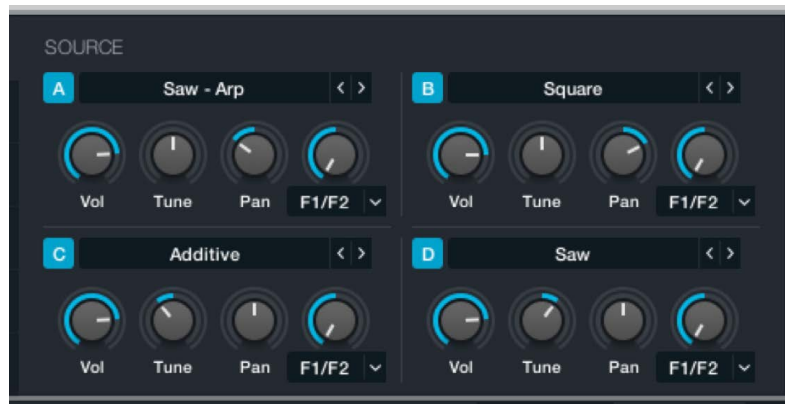 SOURCE
A Saw - Arp < >
Vol Tune Pan F1/F2
B Square < >
Vol Tune Pan F1/F2
C Additive < >
Vol Tune Pan F1/F2
D Saw < >
Vol Tune Pan F1/F2